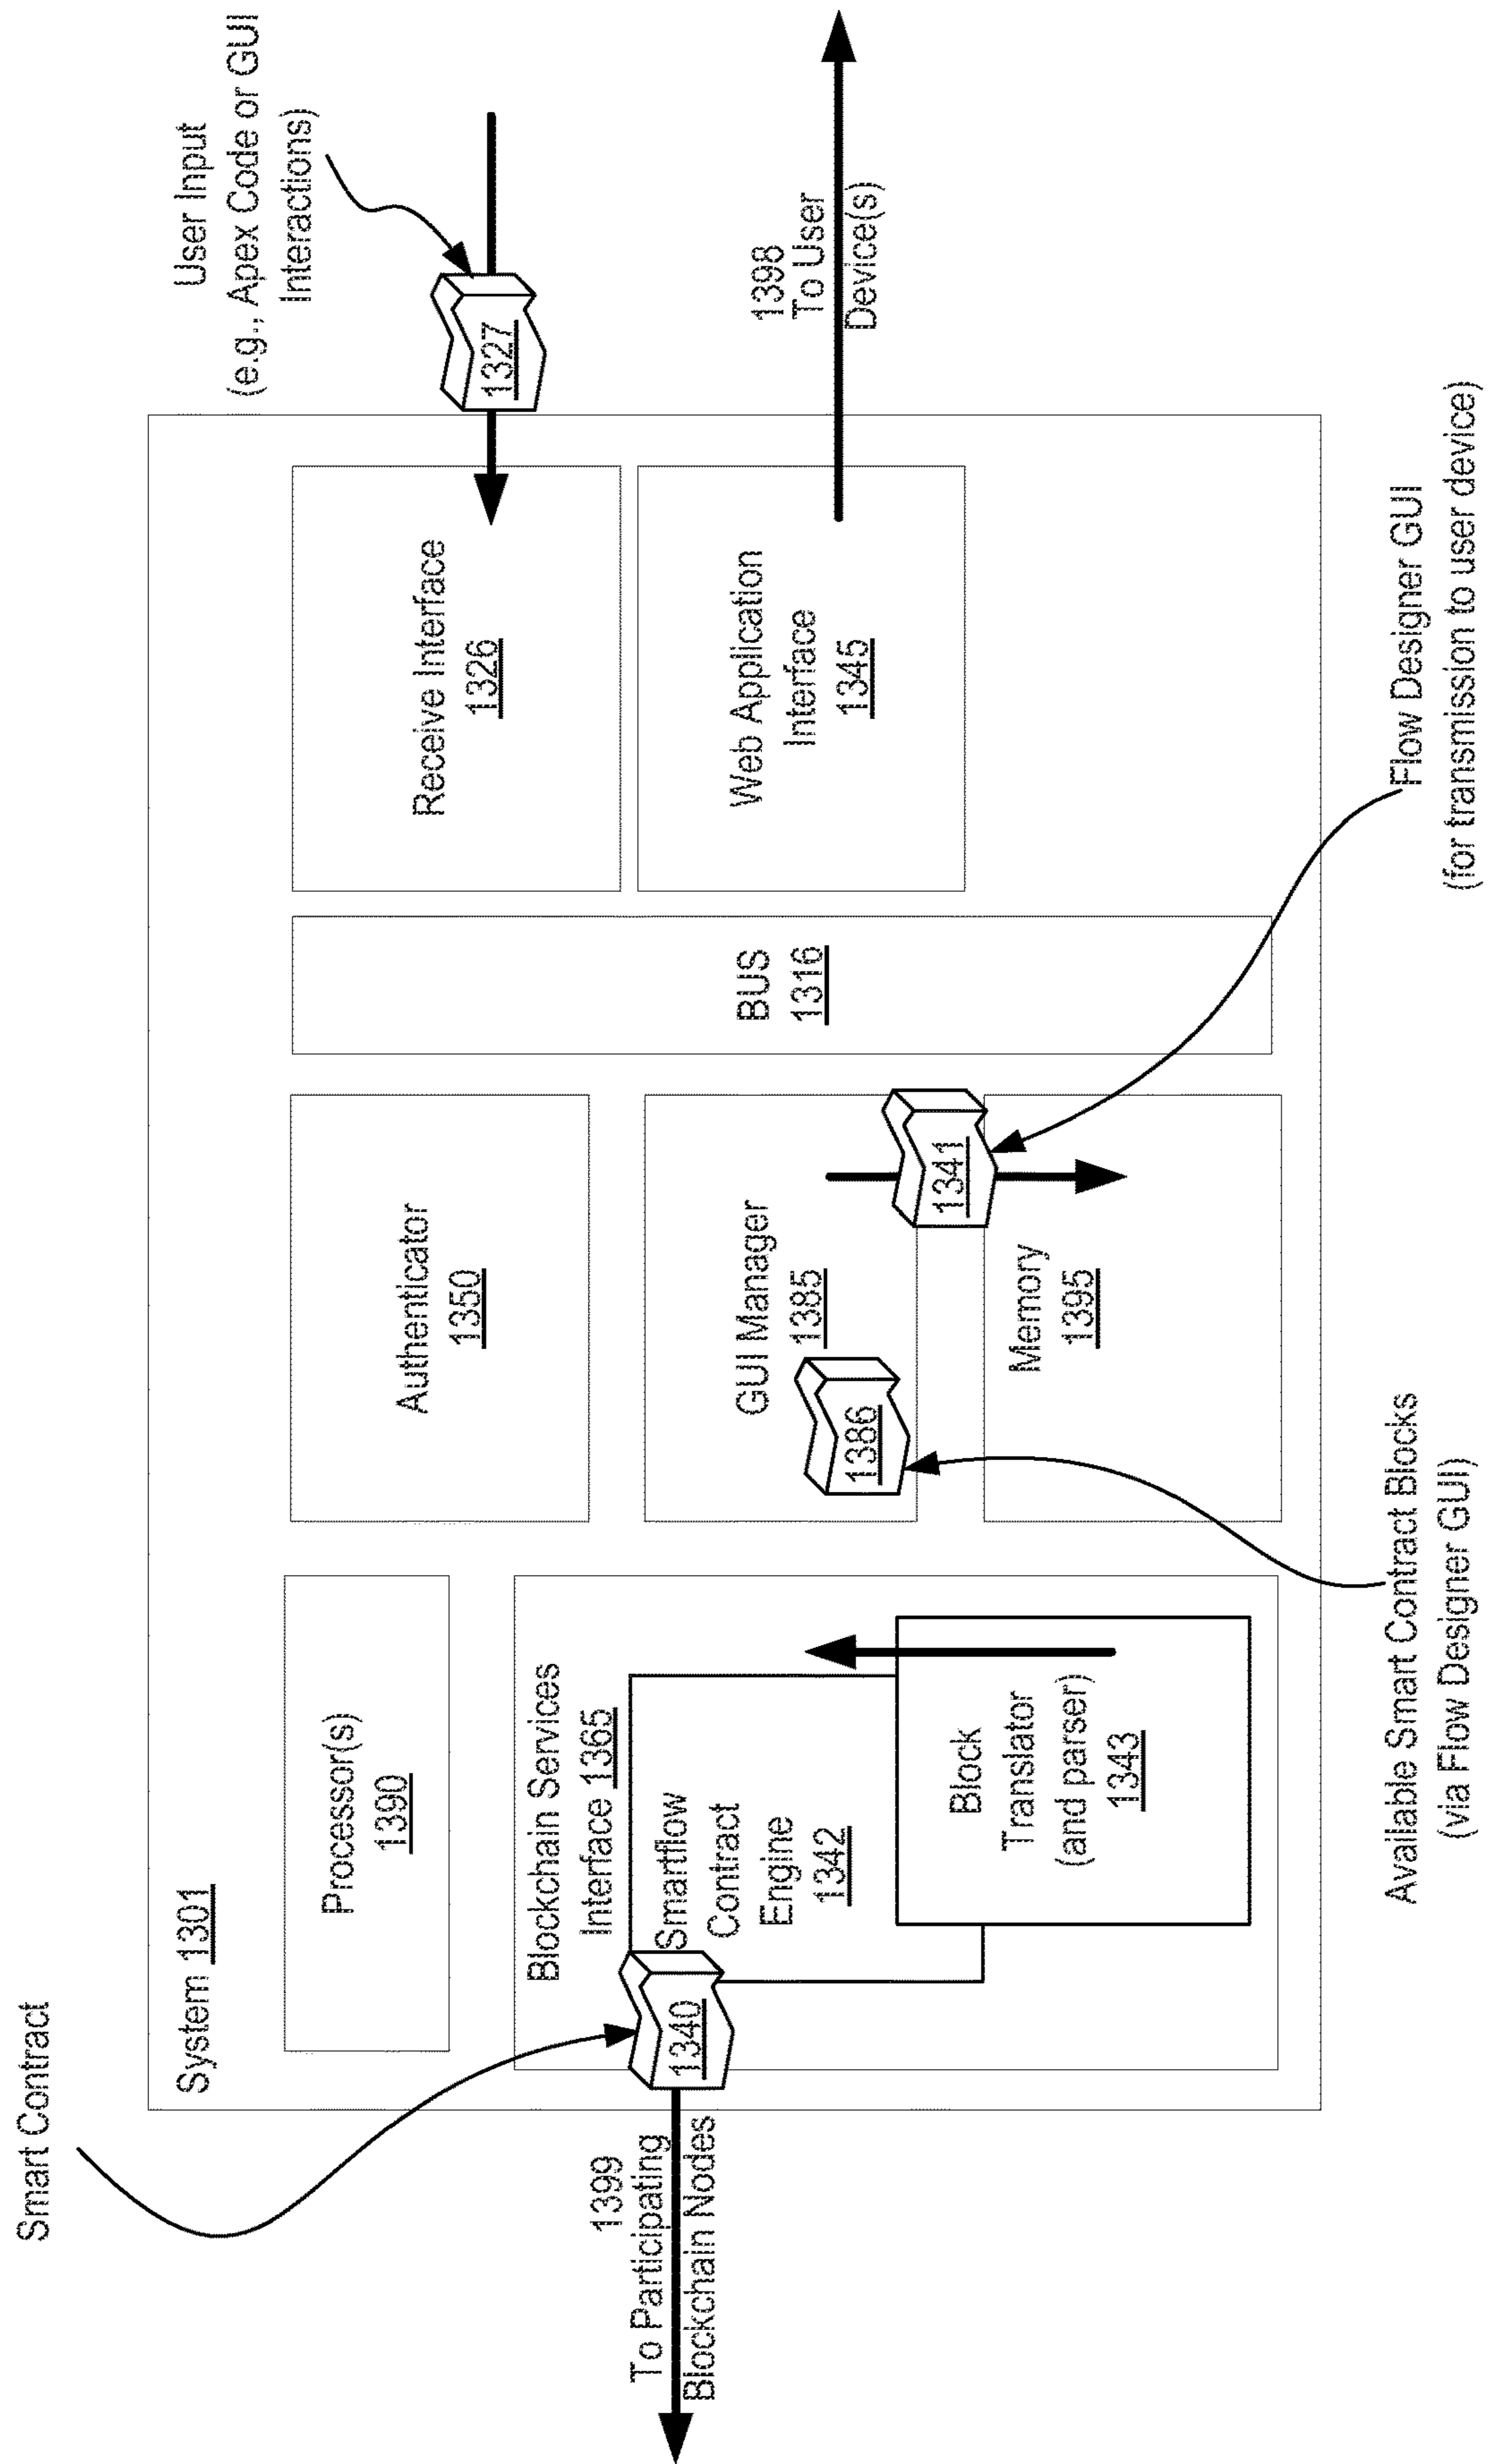 Smart Contract
System 1301
Processor(s)
1390
Blockchain Services
Interface 1365
Smartflow
Contract
Engine
1342
Block
Translator
(and parser)
1343
1340
1399
To Participating
Blockchain Nodes
Authenticator
1350
GUI Manager
1385
1386
1341
Memory
1395
Available Smart Contract Blocks
(via Flow Designer GUI)
BUS
1316
Receive Interface
1326
Web Application
Interface
1345
Flow Designer GUI
(for transmission to user device)
User Input
(e.g., Apex Code or GUI
Interactions)
1327
1398
To User
Device(s)